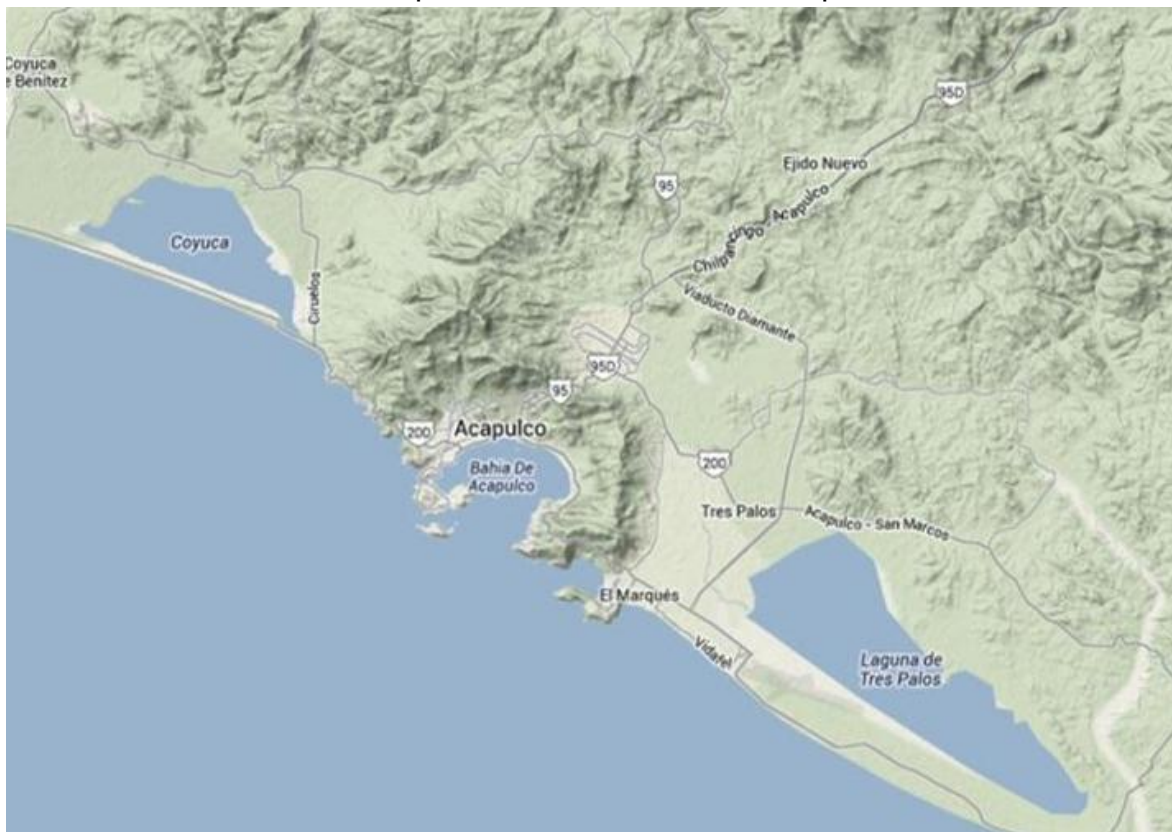 Coyuca
e Benítez
95D
Ejido Nuevo
95
Chilpancingo - Acapulco
Coyuca
Ciruelos
Viaducto Diamante
95D
95
200
Acapulco
Bahia De
Acapulco
200
Tres Palos
Acapulco - San Marcos
El Marqués
Vidafel
Laguna de
Tres Palos